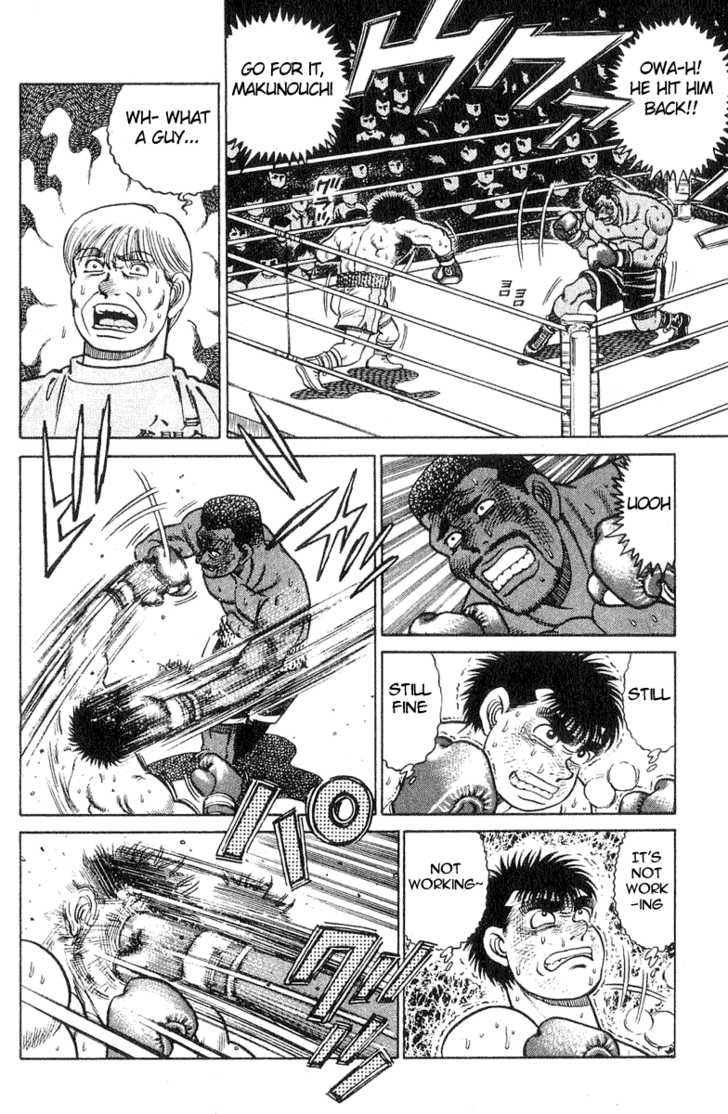 OWA-H!
HE HIT HIM
BACK!!
GO FOR IT,
MAKUNOUCHI
WH- WHAT
A GUY...
UOOH
STILL
STILL
FINE
IT'S
NOT
WORK
-ING
NOT
WORKING~